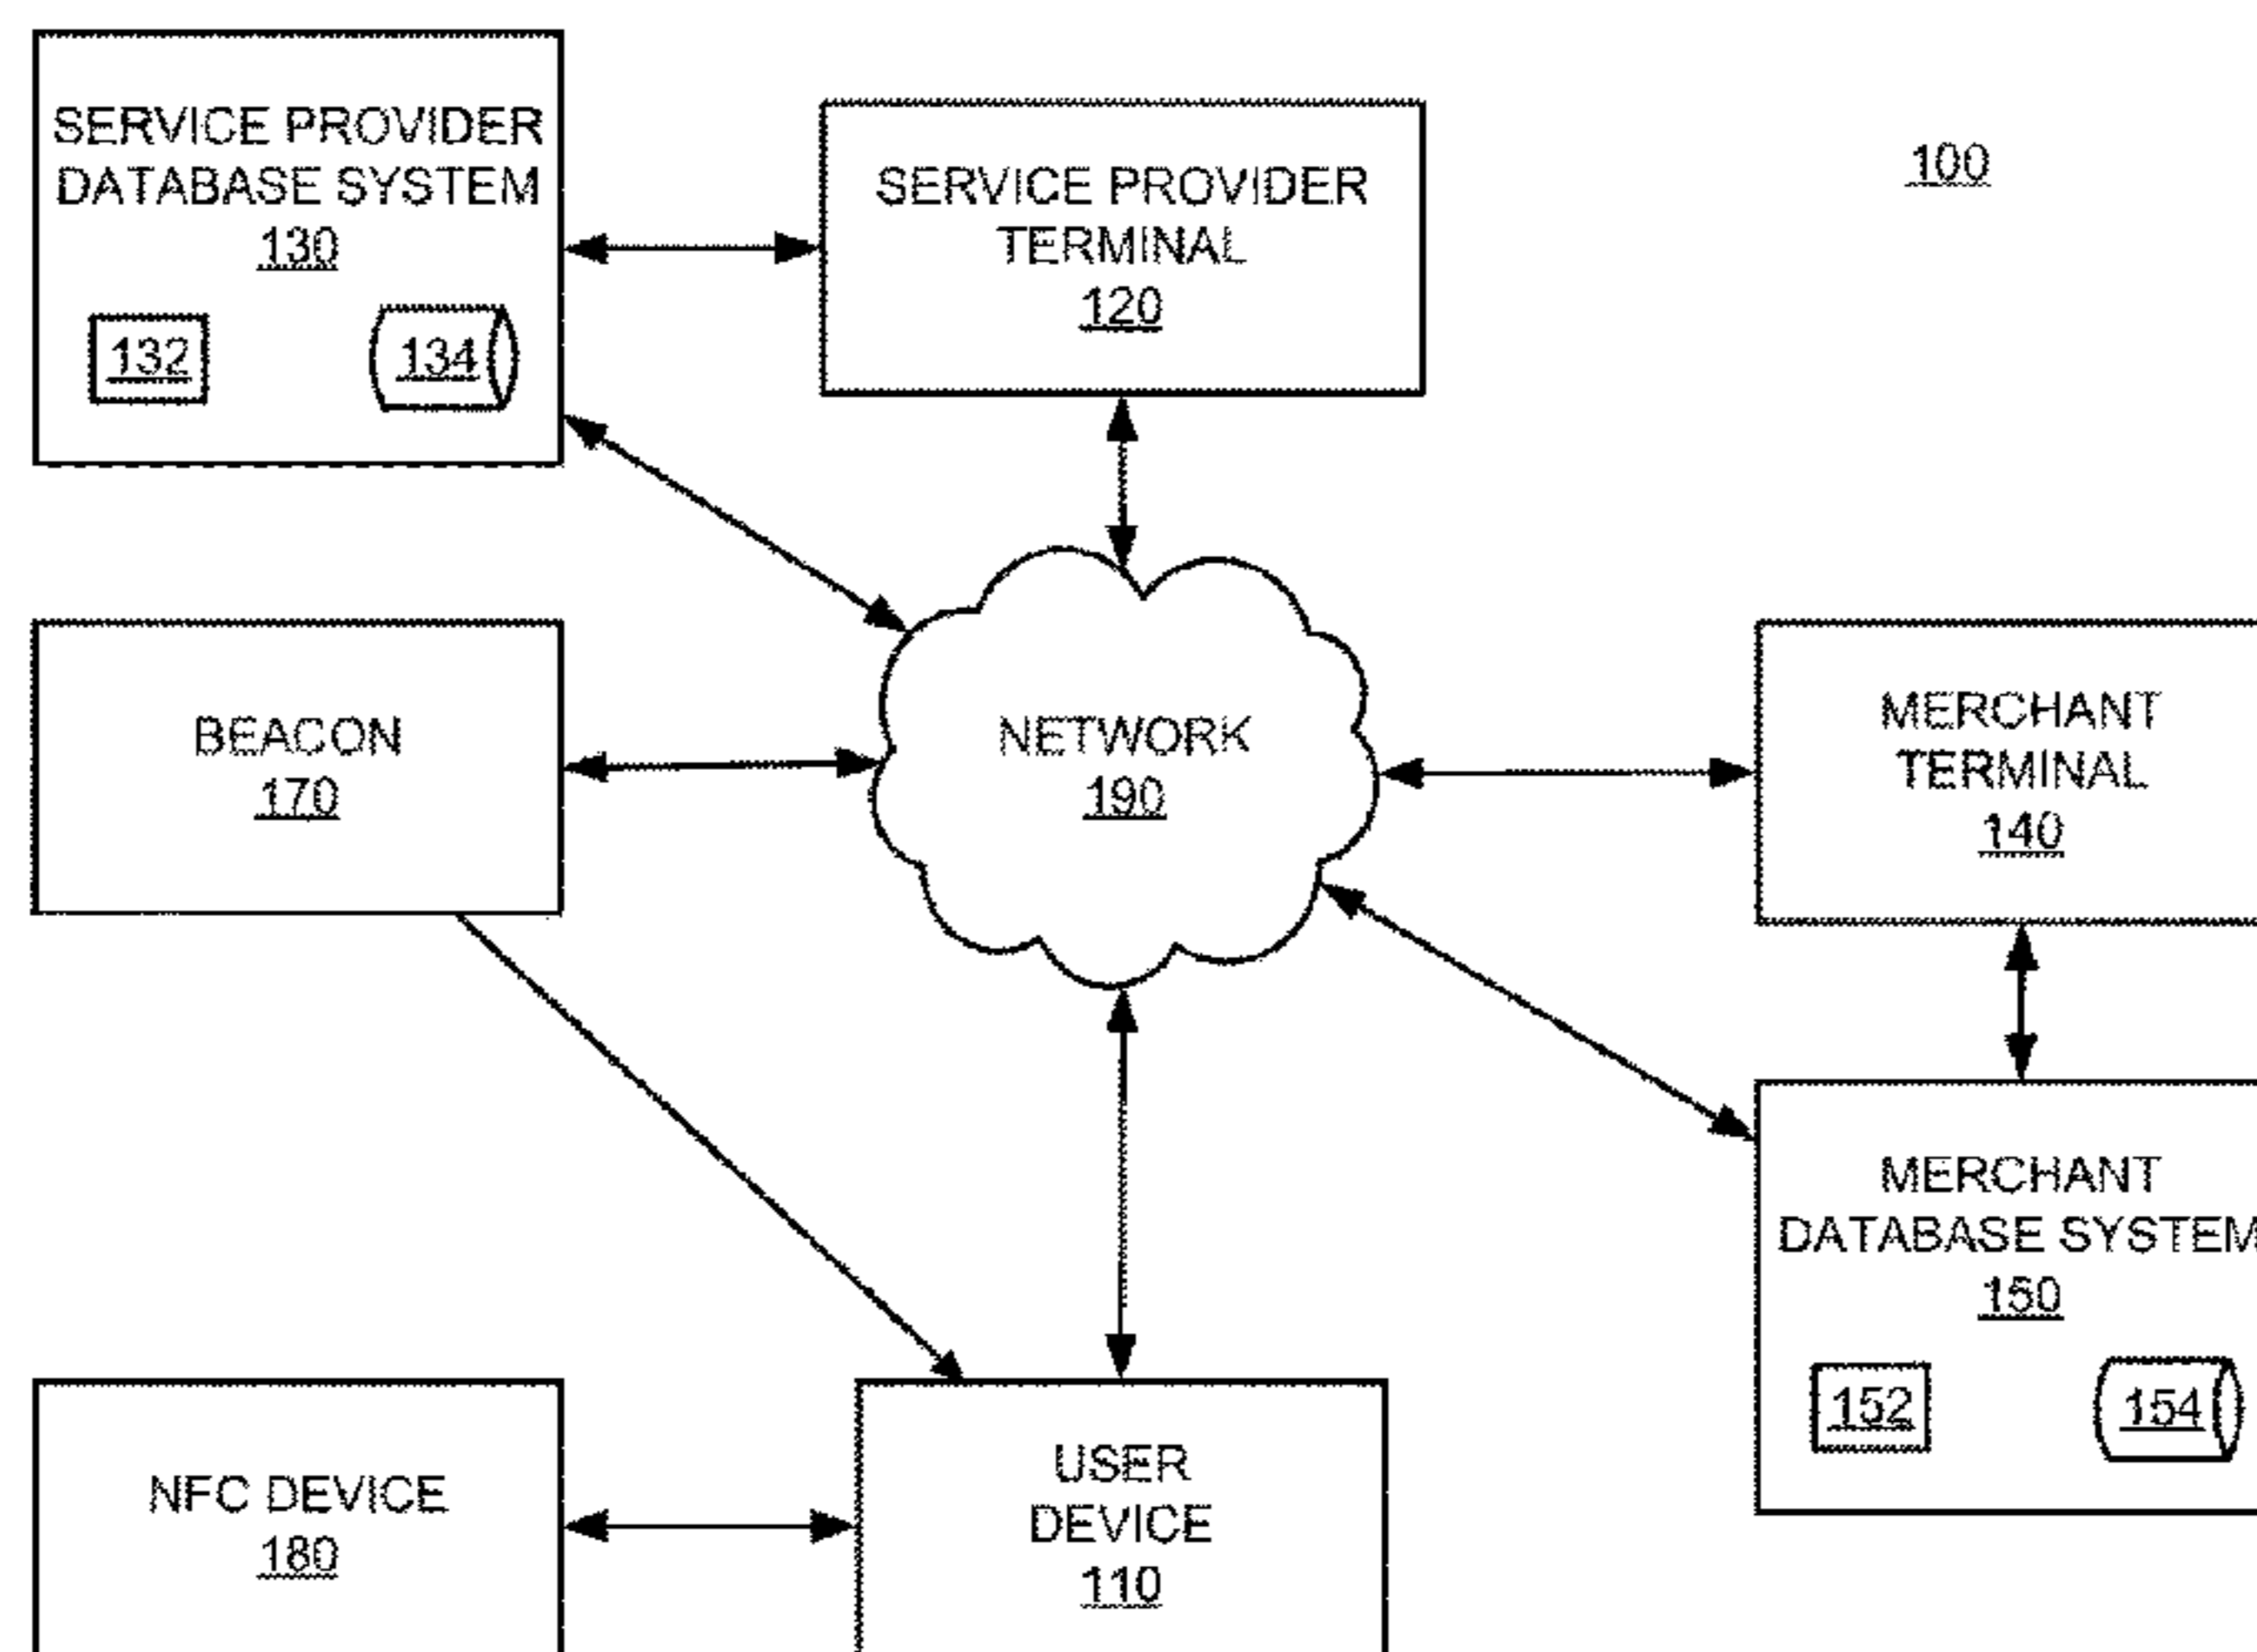 SERVICE PROVIDER
DATABASE SYSTEM
130
132
134
SERVICE PROVIDER
TERMINAL
120
100
BEACON
170
NETWORK
190
MERCHANT
TERMINAL
140
MERCHANT
DATABASE SYSTEM
150
152
154
NFC DEVICE
180
USER
DEVICE
110